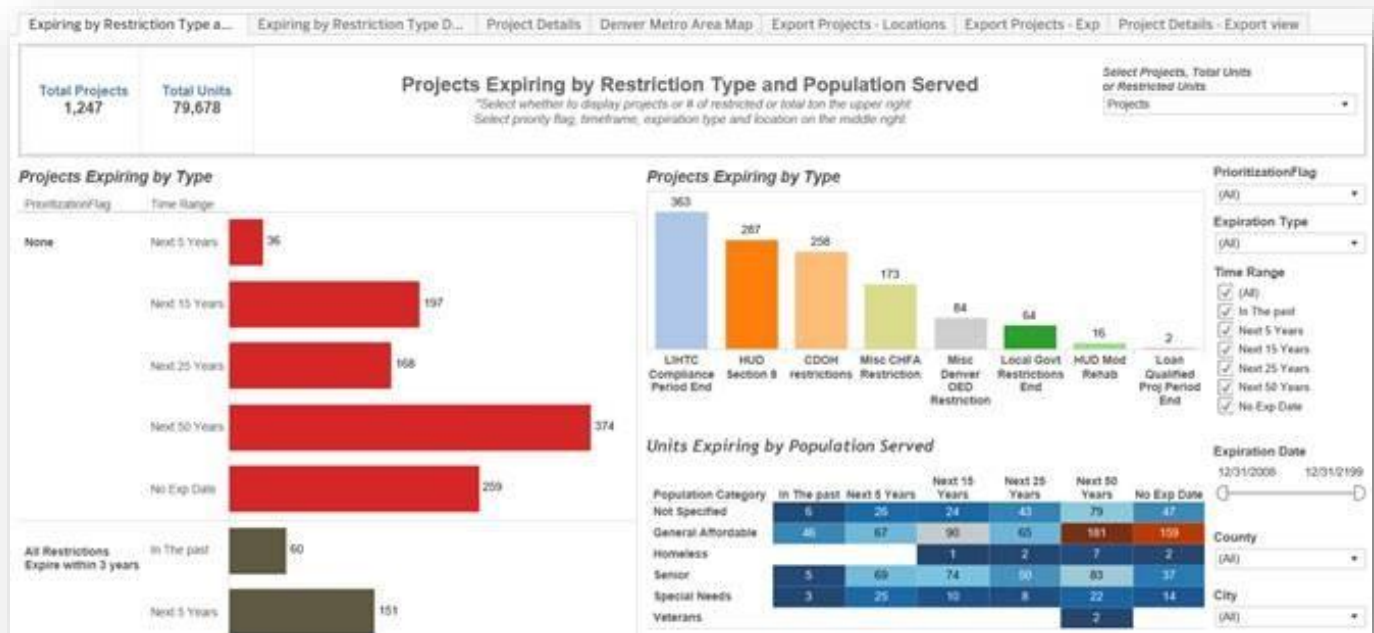 Expiring by Restriction Type a... Expiring by Restriction Type D... Project Details Denver Metro Area Map Export Projects - Locations Export Projects - Exp Project Details - Export view
Total Projects
1,247
Total Units
79,678
Projects Expiring by Restriction Type and Population Served
"Select whether to display projects or # of restricted or total ton the upper right
Select priority flag, timeframe, expiration type and location on the middle right
Select Projects, Total Units
or Restricted Units
Projects
Projects Expiring by Type
PrioritizationFlag Time Range
None
Next 5 Years 36
Next 15 Years 197
Next 25 Years 168
Next 50 Years 374
No Exp Date 259
All Restrictions
Expire within 3 years
In The past 60
Next 5 Years 151
Projects Expiring by Type
363 287 258 173 84 64 16 2
LIHTC Compliance Period End
HUD Section 8
CDOH restrictions
Misc CHFA Restriction
Misc Denver OED Restriction
Local Govt Restrictions End
HUD Mod Rehab
Loan Qualified Proj Period End
Units Expiring by Population Served
Population Category In The past Next 5 Years Next 15 Years Next 25 Years Next 50 Years No Exp Date
Not Specified 6 26 24 43 79 47
General Affordable 46 67 90 65 181 159
Homeless 1 2 7 2
Senior 5 69 74 50 83 37
Special Needs 3 25 10 8 22 14
Veterans 2
PrioritizationFlag
(All)
Expiration Type
(All)
Time Range
(All)
In The past
Next 5 Years
Next 15 Years
Next 25 Years
Next 50 Years
No Exp Date
Expiration Date
12/31/2008 12/31/2199
County
(All)
City
(All)